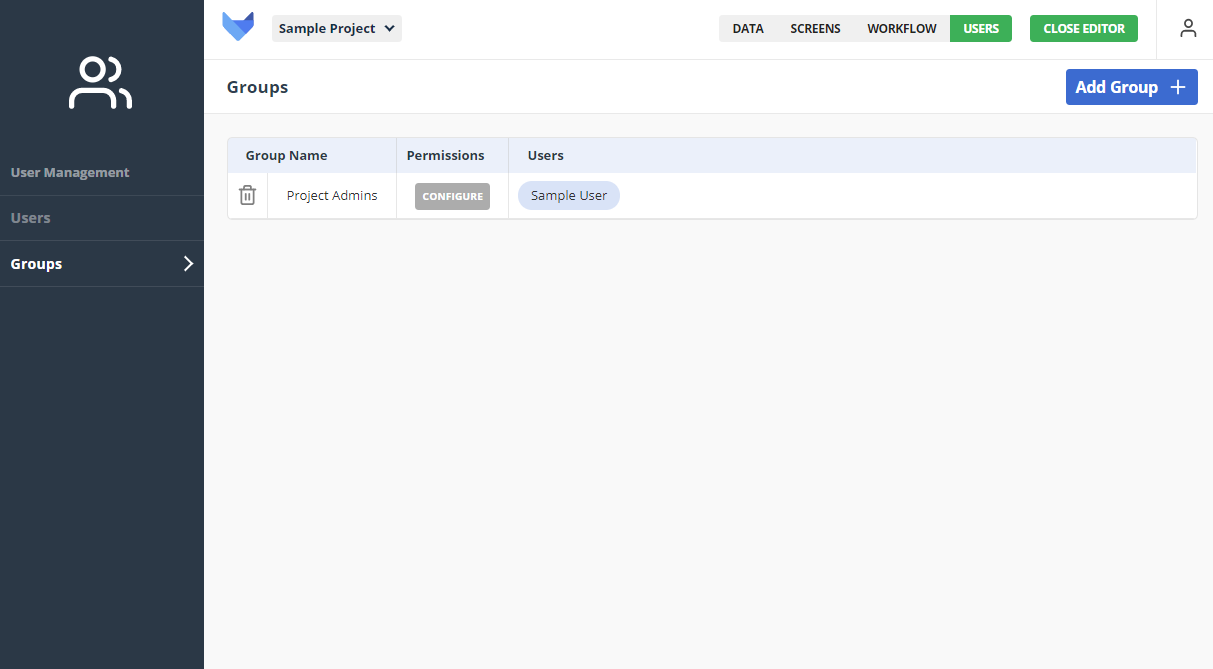 Sample Project
DATA SCREENS WORKFLOW USERS CLOSE EDITOR
Groups
Add Group
User Management
Users
Groups
Group Name Permissions Users
Project Admins CONFIGURE Sample User